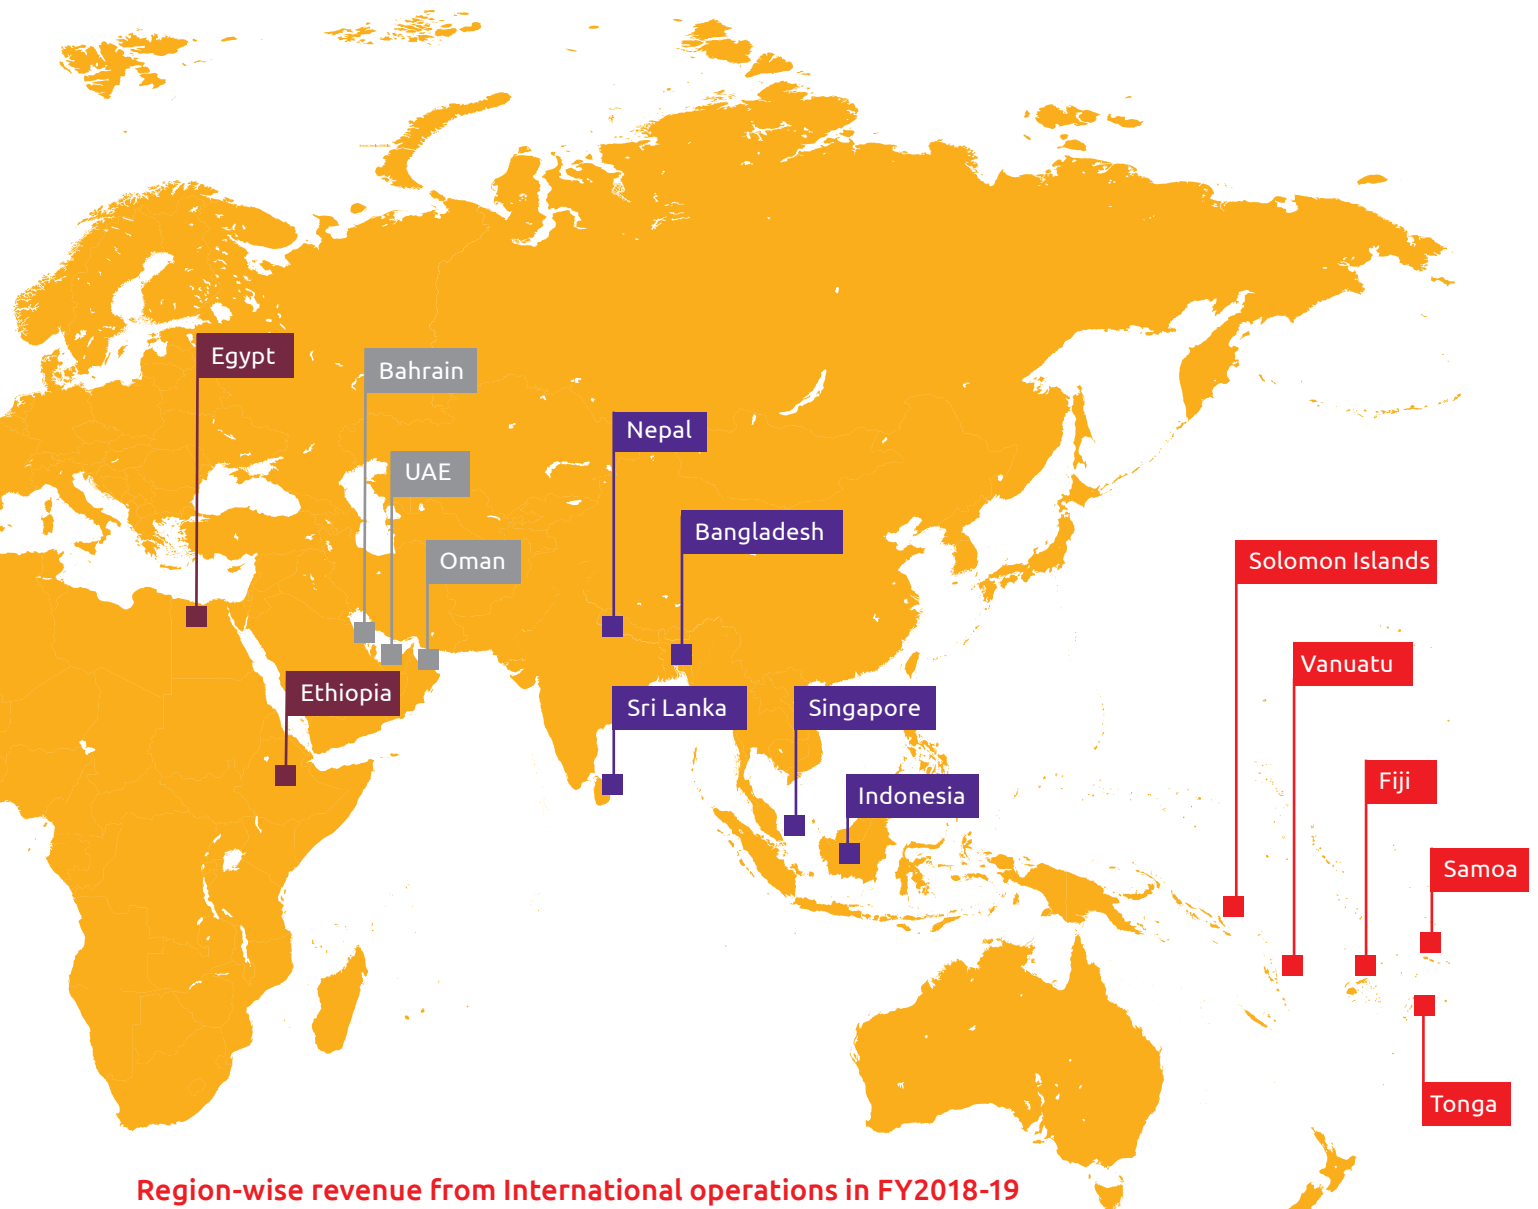 Egypt
Bahrain
Nepal
UAE
Bangladesh
Oman
Solomon Islands
Vanuatu
Ethiopia
Sri Lanka
Singapore
Fiji
Indonesia
Samoa
Tonga
Region-wise revenue from International operations in FY2018-19